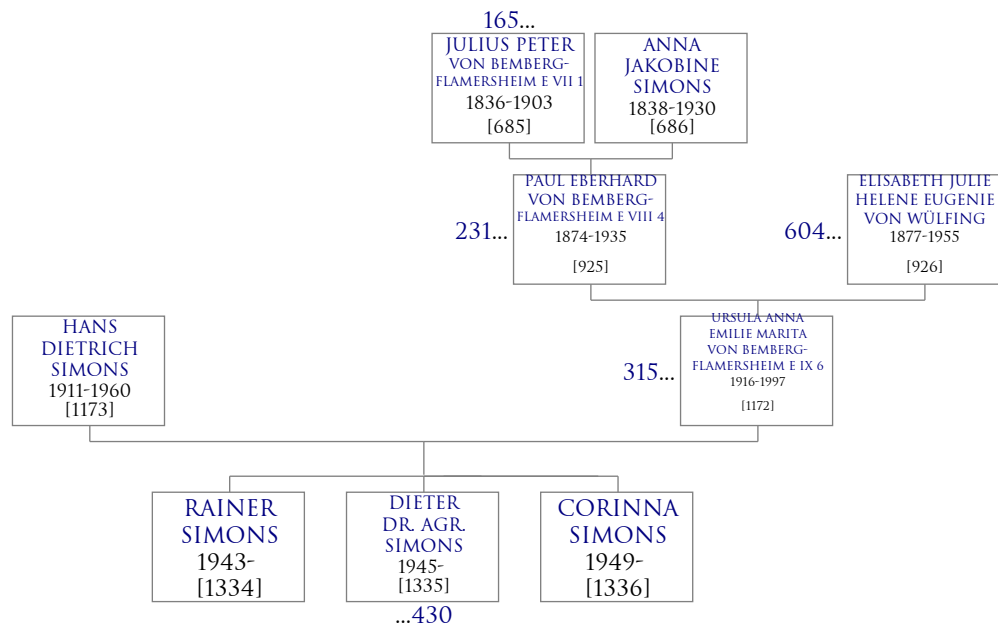 165...
JULIUS PETER
VON BEMBERG-
FLAMERSHEIM E VII 1
1836-1903
[685]
ANNA
JAKOBINE
SIMONS
1838-1930
[686]
231...
PAUL EBERHARD
VON BEMBERG-
FLAMERSHEIM E VIII 4
1874-1935
[925]
604...
ELISABETH JULIE
HELENE EUGENIE
VON WÜLFING
1877-1955
[926]
HANS
DIETRICH
SIMONS
1911-1960
[1173]
315...
URSULA ANNA
EMILIE MARITA
VON BEMBERG-
FLAMERSHEIM E IX 6
1916-1997
[1172]
RAINER
SIMONS
1943-
[1334]
DIETER
DR. AGR.
SIMONS
1945-
[1335]
...430
CORINNA
SIMONS
1949-
[1336]